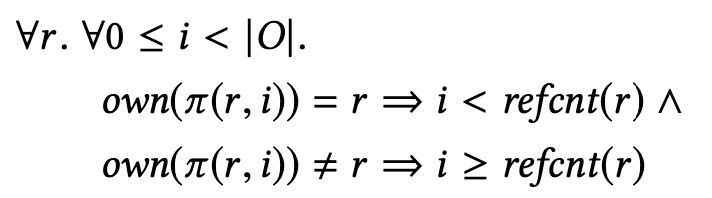 ∀r. ∀0 ≤ i < |O|.
own(π(r, i)) = r ⇒ i < refcnt(r) ∧
own(π(r, i)) ≠ r ⇒ i ≥ refcnt(r)